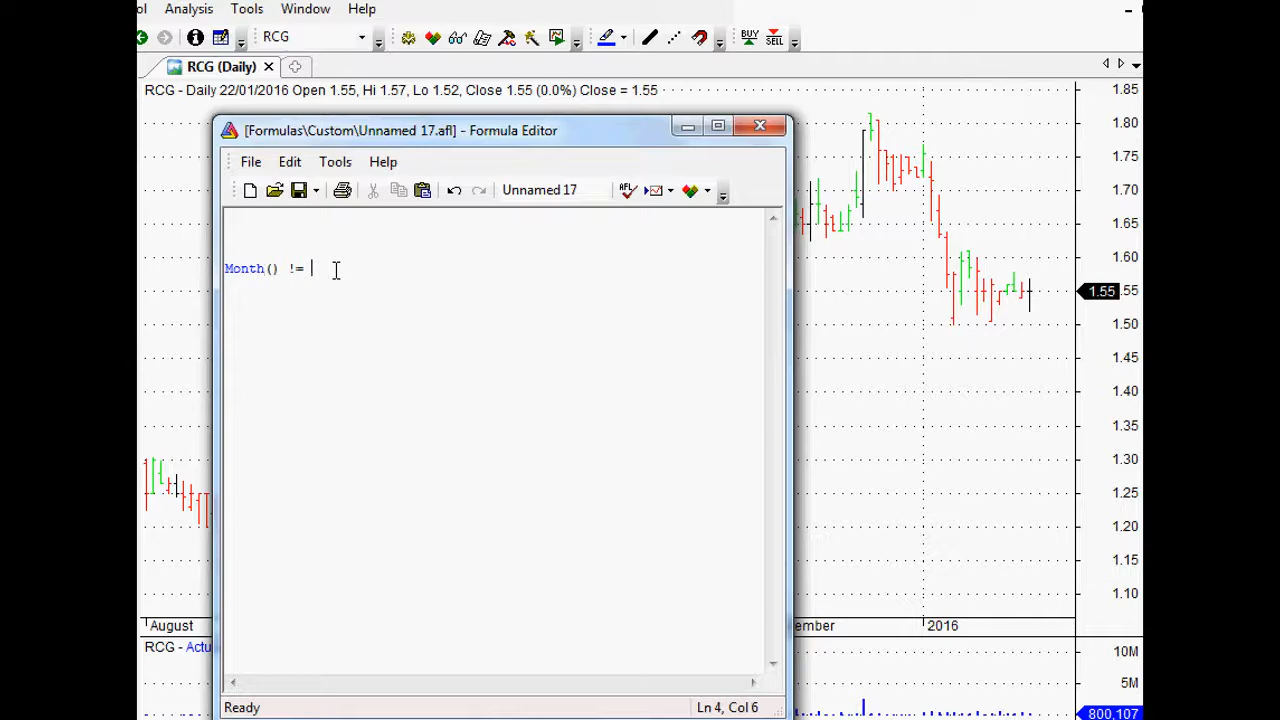 ol Analysis Tools Window Help
RCG BUY SELL
RCG (Daily)
RCG - Daily 22/01/2016 Open 1.55, Hi 1.57, Lo 1.52, Close 1.55 (0.0%) Close = 1.55
[Formulas\Custom\Unnamed 17.afl] - Formula Editor
File Edit Tools Help
Unnamed 17 AFL
Month() !=
Ready Ln 4, Col 6
1.85
1.80
1.75
1.70
1.65
1.60
1.55 .55
1.50
1.45
1.40
1.35
1.30
1.25
1.20
1.15
1.10
August ember 2016
RCG - Actu
10M
5M
800,107